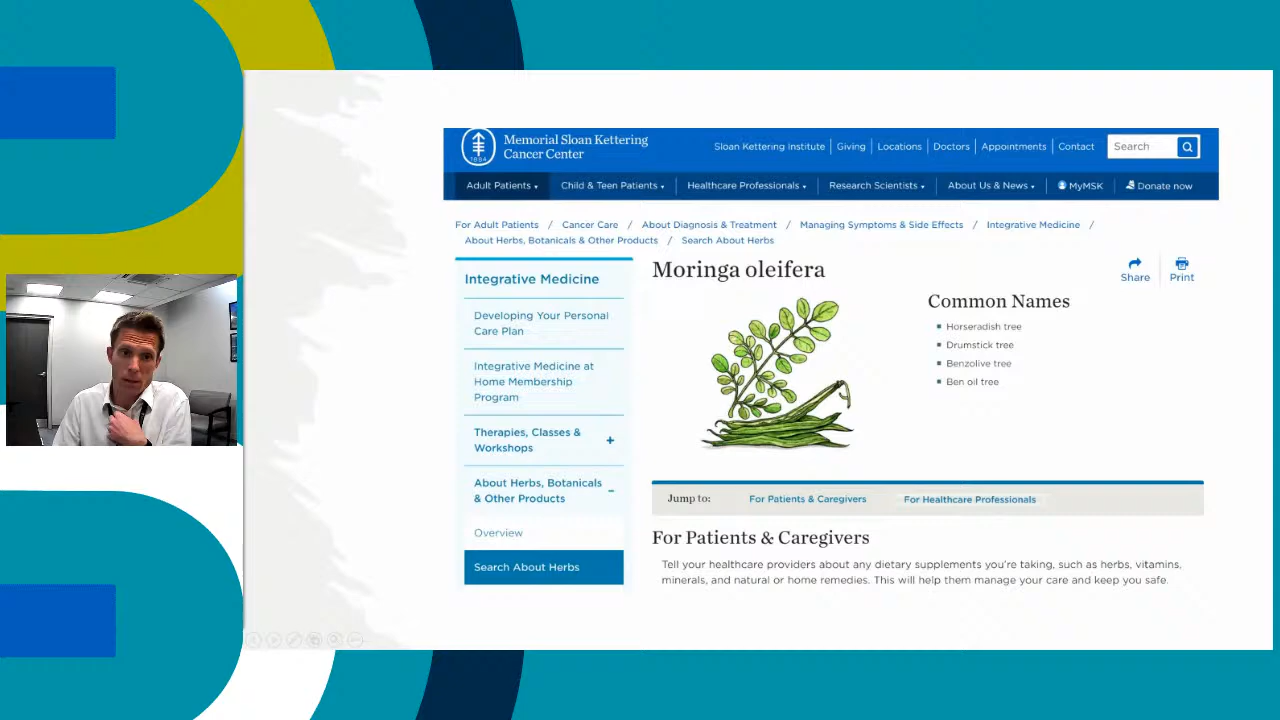 Memorial Sloan Kettering
Cancer Center
1884
Sloan Kettering Institute
Giving
Locations
Doctors
Appointments
Contact
Search
Adult Patients
Child & Teen Patients
Healthcare Professionals
Research Scientists
About Us & News
MyMSK
Donate now
For Adult Patients / Cancer Care / About Diagnosis & Treatment / Managing Symptoms & Side Effects / Integrative Medicine /
About Herbs, Botanicals & Other Products / Search About Herbs
Integrative Medicine
Developing Your Personal
Care Plan
Integrative Medicine at
Home Membership
Program
Therapies, Classes &
Workshops +
About Herbs, Botanicals
& Other Products –
Overview
Search About Herbs
Moringa oleifera
Share
Print
Common Names
Horseradish tree
Drumstick tree
Benzolive tree
Ben oil tree
Jump to: For Patients & Caregivers For Healthcare Professionals
For Patients & Caregivers
Tell your healthcare providers about any dietary supplements you're taking, such as herbs, vitamins,
minerals, and natural or home remedies. This will help them manage your care and keep you safe.